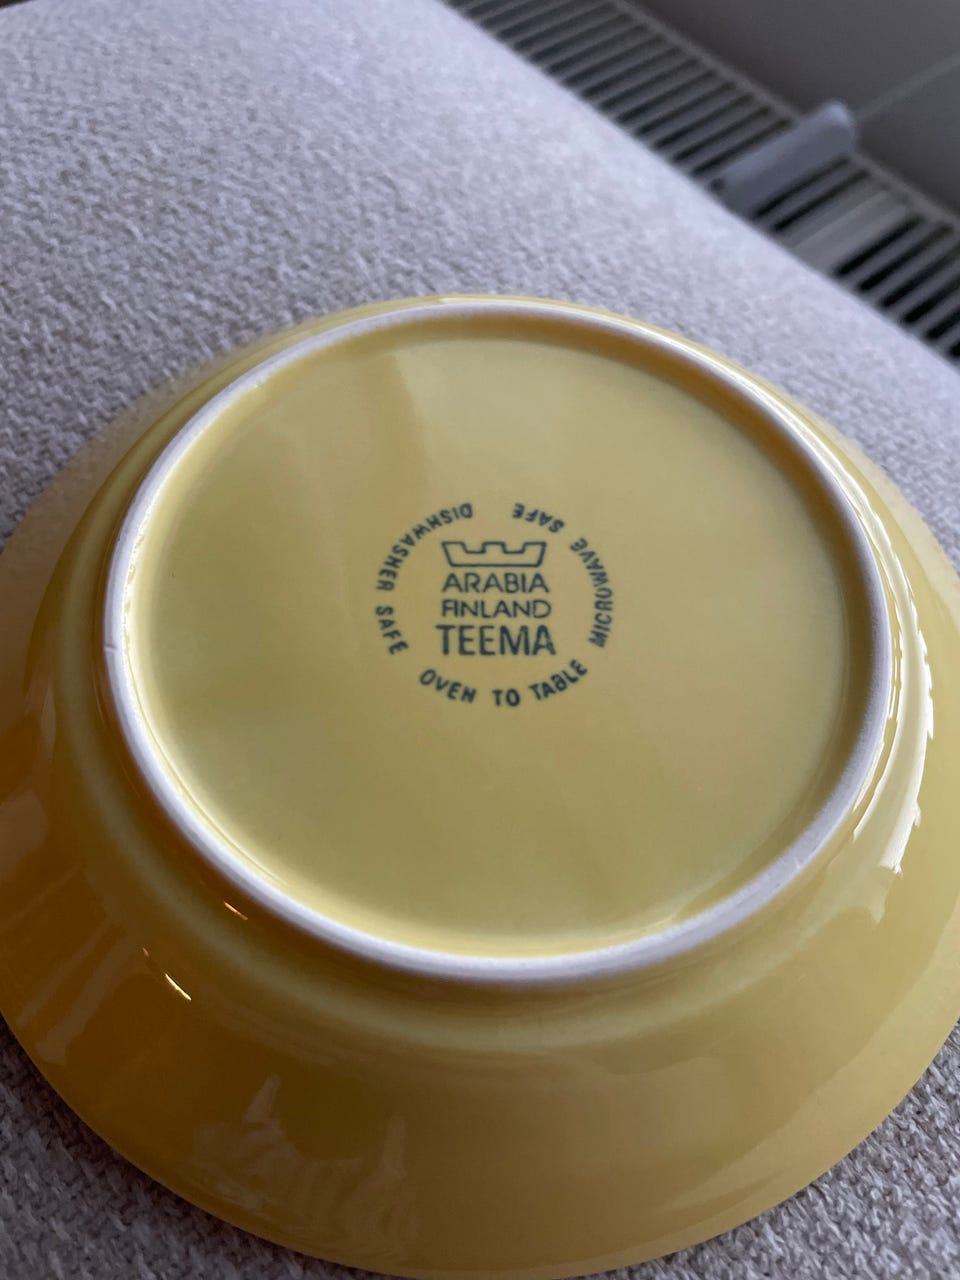 ARABIA
FINLAND
TEEMA
DISHWASHER SAFE
OVEN TO TABLE
MICROWAVE SAFE